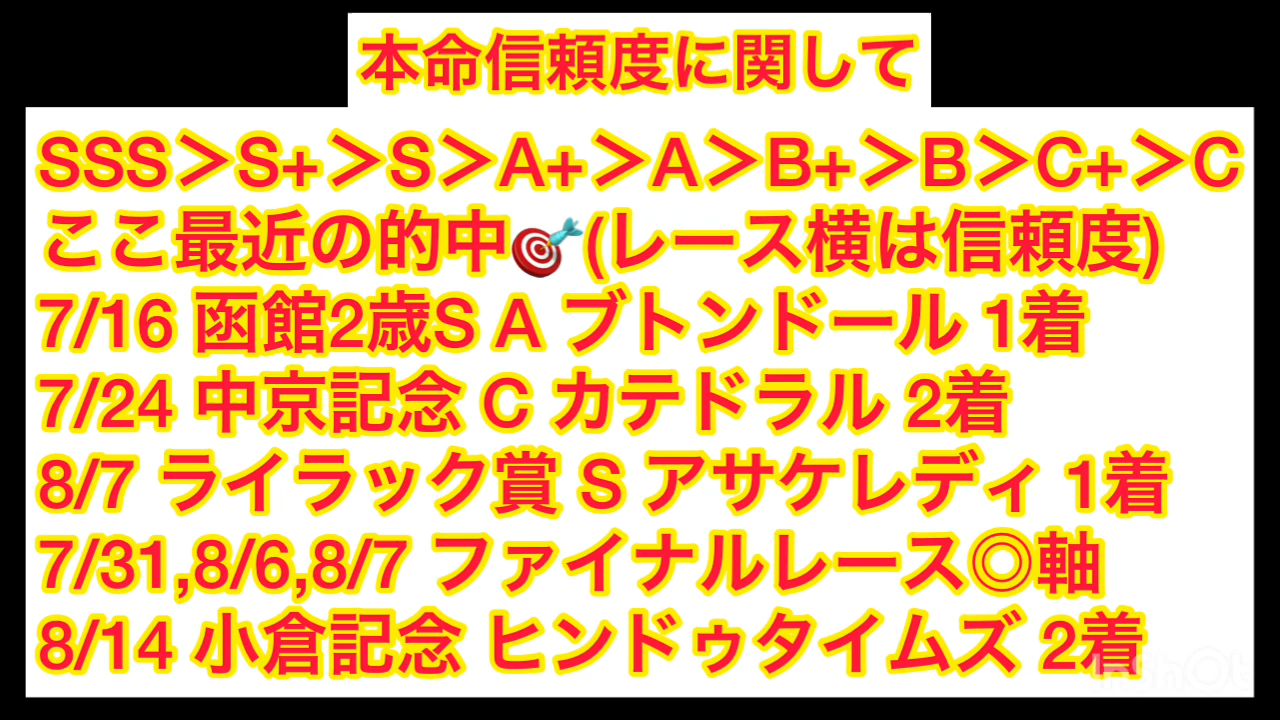 本命信頼度に関して
SSS＞S+＞S＞A+＞A＞B+＞B＞C+＞C
ここ最近の的中🎯(レース横は信頼度)
7/16 函館2歳S A ブトンドール 1着
7/24 中京記念 C カテドラル 2着
8/7 ライラック賞 S アサケレディ 1着
7/31,8/6,8/7 ファイナルレース◎軸
8/14 小倉記念 ヒンドゥタイムズ 2着
InShOt